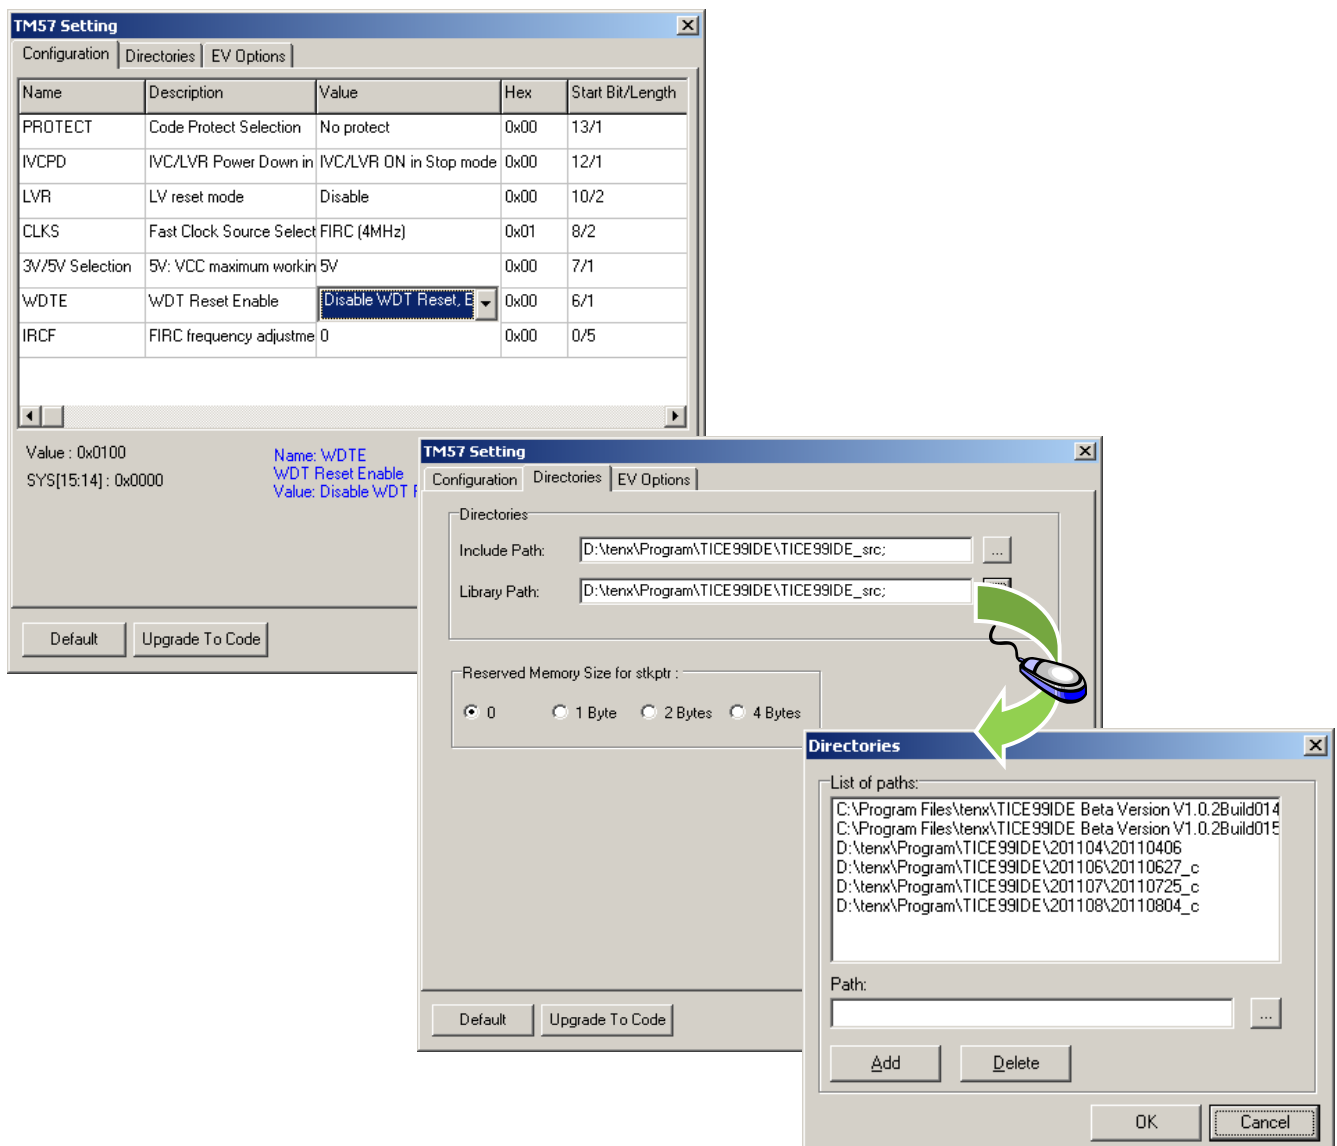 TM57 Setting
Configuration Directories EV Options
Name Description Value Hex Start Bit/Length
PROTECT Code Protect Selection No protect 0x00 13/1
IVCPD IVC/LVR Power Down in IVC/LVR ON in Stop mode 0x00 12/1
LVR LV reset mode Disable 0x00 10/2
CLKS Fast Clock Source Select FIRC (4MHz) 0x01 8/2
3V/5V Selection 5V: VCC maximum workin 5V 0x00 7/1
WDTE WDT Reset Enable Disable WDT Reset, E 0x00 6/1
IRCF FIRC frequency adjustme 0 0x00 0/5
Value : 0x0100
SYS[15:14] : 0x0000
Name: WDTE
WDT Reset Enable
Value: Disable WDT
Default Upgrade To Code
TM57 Setting
Configuration Directories EV Options
Directories
Include Path: D:\tenx\Program\TICE99IDE\TICE99IDE_src; ...
Library Path: D:\tenx\Program\TICE99IDE\TICE99IDE_src;
Reserved Memory Size for stkptr :
0 1 Byte 2 Bytes 4 Bytes
Default Upgrade To Code
Directories
List of paths:
C:\Program Files\tenx\TICE99IDE Beta Version V1.0.2Build014
C:\Program Files\tenx\TICE99IDE Beta Version V1.0.2Build015
D:\tenx\Program\TICE99IDE\201104\20110406
D:\tenx\Program\TICE99IDE\201106\20110627_c
D:\tenx\Program\TICE99IDE\201107\20110725_c
D:\tenx\Program\TICE99IDE\201108\20110804_c
Path:
...
Add Delete
OK Cancel